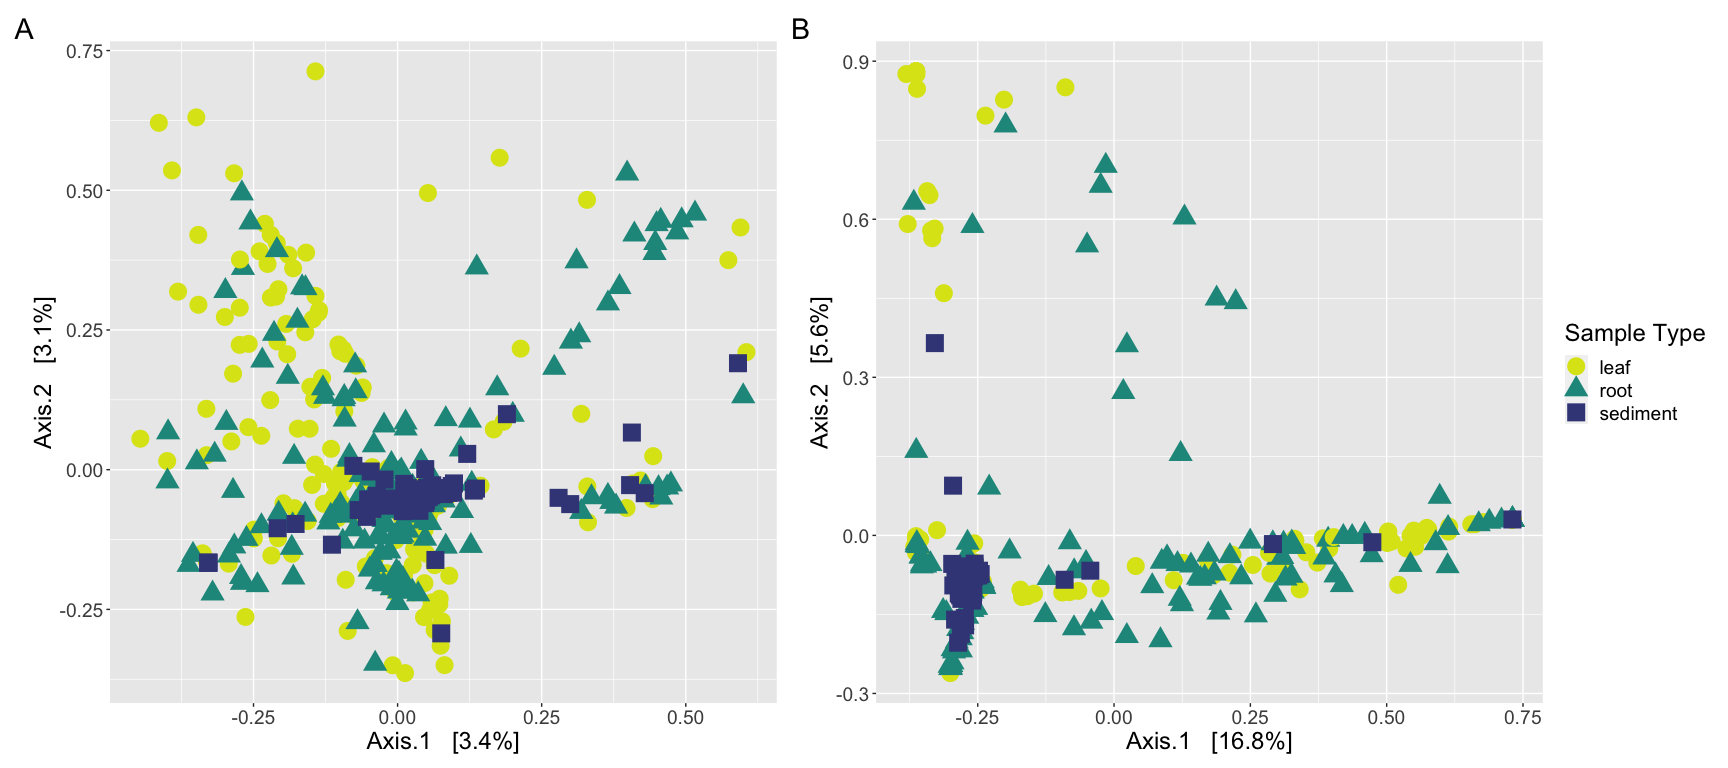 A
B
0.75
0.50
0.25
0.00
-0.25
-0.25
0.00
0.25
0.50
Axis.1 [3.4%]
Axis.2 [3.1%]
0.9
0.6
0.3
0.0
-0.3
-0.25
0.00
0.25
0.50
0.75
Axis.1 [16.8%]
Axis.2 [5.6%]
Sample Type
leaf
root
sediment